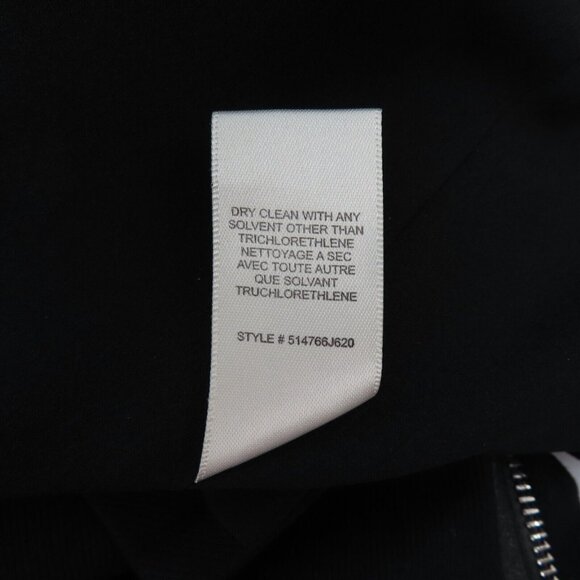 DRY CLEAN WITH ANY
SOLVENT OTHER THAN
TRICHLORETHLENE
NETTOYAGE A SEC
AVEC TOUTE AUTRE
QUE SOLVANT
TRUCHLORETHLENE
STYLE # 514766J620